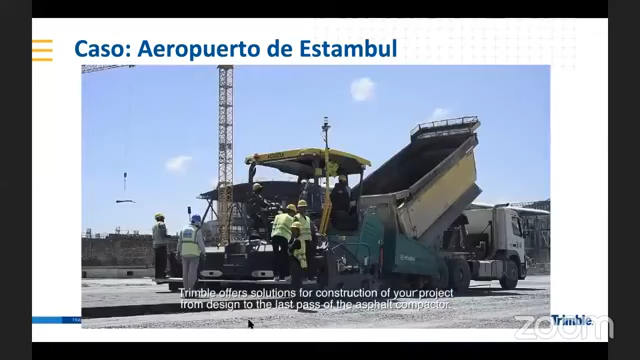 Caso: Aeropuerto de Estambul
Trimble offers solutions for construction of your project
from design to the last pass of the asphalt compactor.
Trimble.
zoom